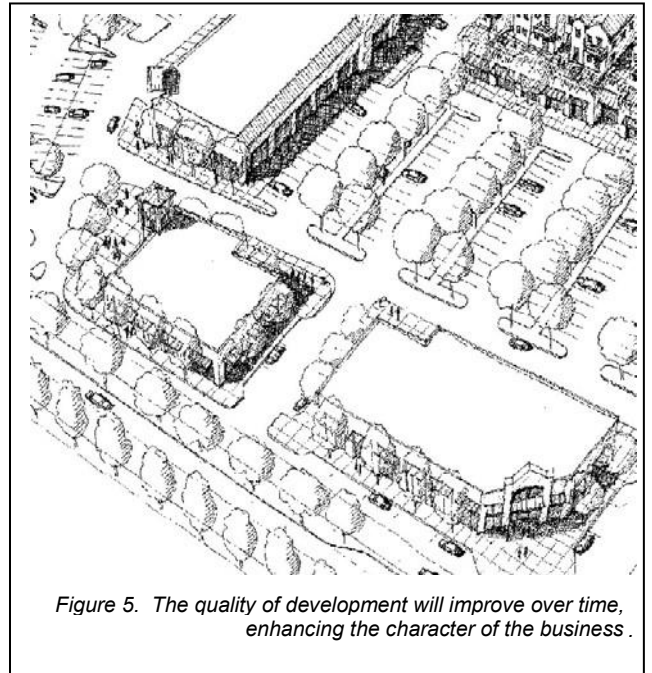 Figure 5. The quality of development will improve over time,
enhancing the character of the business.